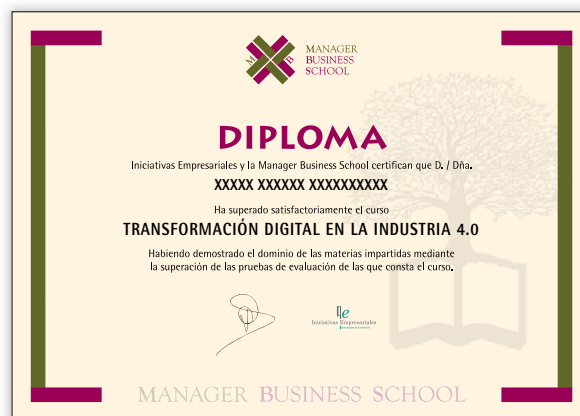 M B
MANAGER
BUSINESS
SCHOOL
DIPLOMA
Iniciativas Empresariales y la Manager Business School certifican que D. / Dña.
XXXXX XXXXXX XXXXXXXXXX
Ha superado satisfactoriamente el curso
TRANSFORMACIÓN DIGITAL EN LA INDUSTRIA 4.0
Habiendo demostrado el dominio de las materias impartidas mediante
la superación de las pruebas de evaluación de las que consta el curso.
Iniciativas Empresariales
MANAGER BUSINESS SCHOOL